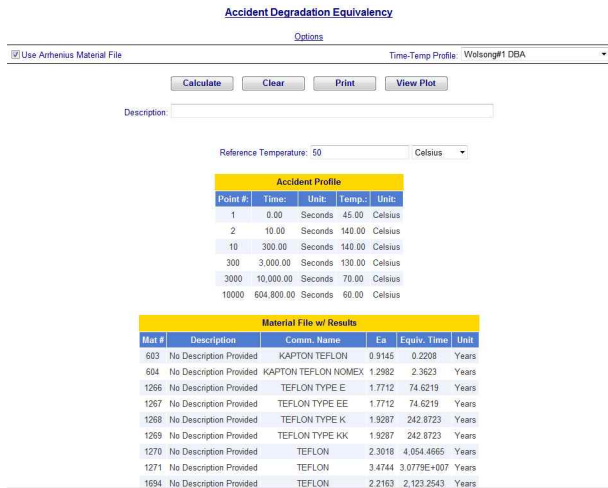 Accident Degradation Equivalency
Options
Use Arrhenius Material File Time-Temp Profile: Wolsong#1 DBA
Calculate Clear Print View Plot
Description:
Reference Temperature: 50 Celsius
Accident Profile
Point #: Time: Unit: Temp.: Unit:
1 0.00 Seconds 45.00 Celsius
2 10.00 Seconds 140.00 Celsius
10 300.00 Seconds 140.00 Celsius
300 3,000.00 Seconds 130.00 Celsius
3000 10,000.00 Seconds 70.00 Celsius
10000 604,800.00 Seconds 60.00 Celsius
Material File w/ Results
Mat # Description Comm. Name Ea Equiv. Time Unit
603 No Description Provided KAPTON TEFLON 0.9145 0.2208 Years
604 No Description Provided KAPTON TEFLON NOMEX 1.2982 2.3623 Years
1266 No Description Provided TEFLON TYPE E 1.7712 74.6219 Years
1267 No Description Provided TEFLON TYPE EE 1.7712 74.6219 Years
1268 No Description Provided TEFLON TYPE K 1.9287 242.8723 Years
1269 No Description Provided TEFLON TYPE KK 1.9287 242.8723 Years
1270 No Description Provided TEFLON 2.3018 4,054.4665 Years
1271 No Description Provided TEFLON 3.4744 3.0779E+007 Years
1694 No Description Provided TEFLON 2.2163 2,123.2543 Years